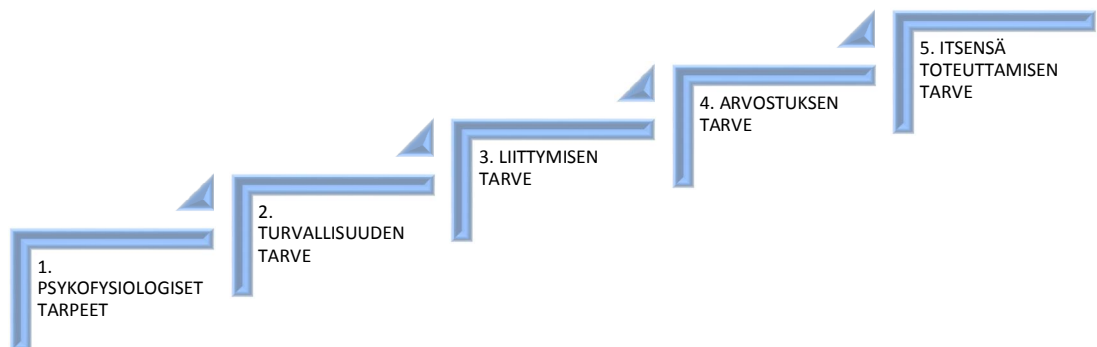 1.
PSYKOFYSIOLOGISET
TARPEET
2.
TURVALLISUUDEN
TARVE
3. LIITTYMISEN
TARVE
4. ARVOSTUKSEN
TARVE
5. ITSENSÄ
TOTEUTTAMISEN
TARVE